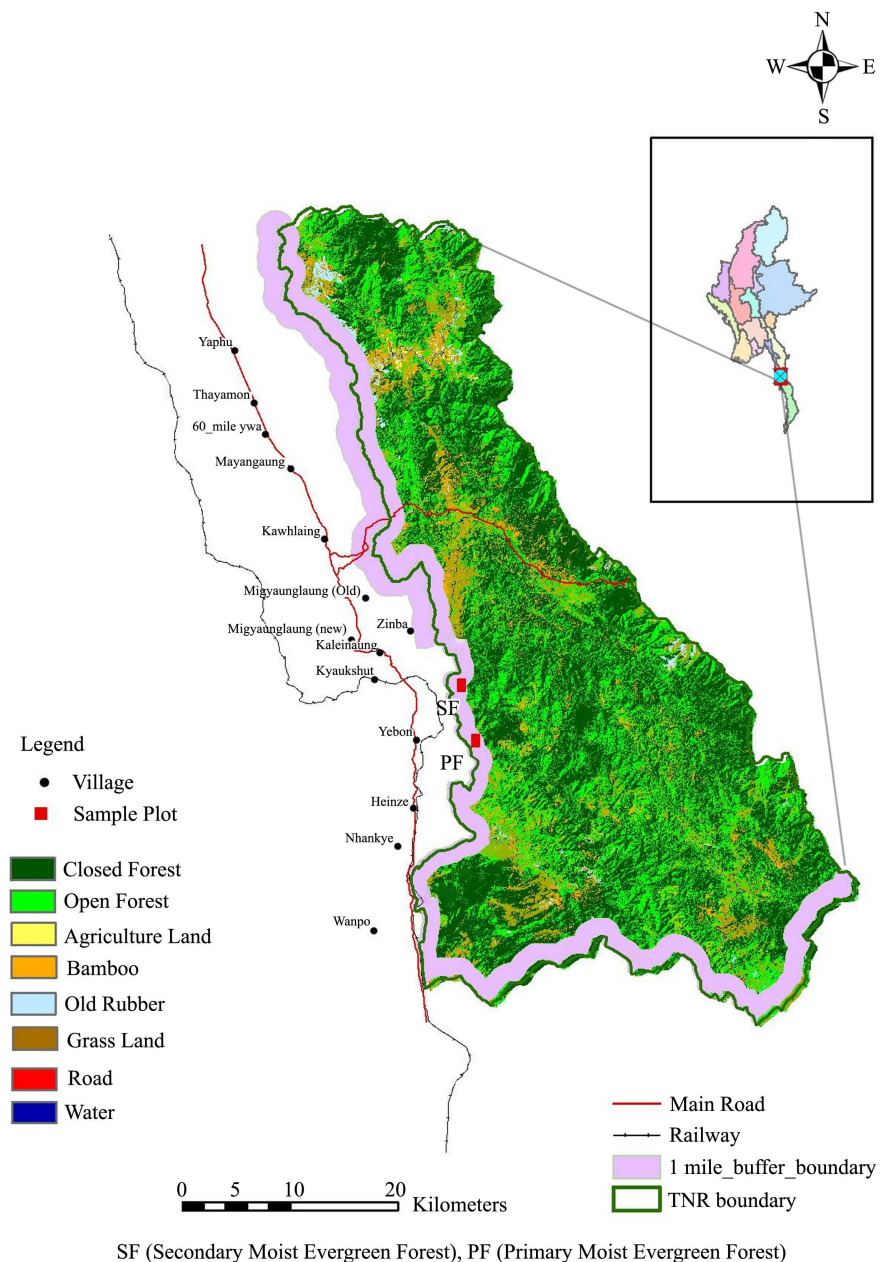 N
W E
S
Yaphu
Thayamon
60_mile ywa
Mayangaung
Kawhlaing
Migyaunglaung (Old)
Zinba
Migyaunglaung (new)
Kaleinaung
Kyaukshut
SF
Yebon
PF
Heinze
Nhankye
Wanpo
Legend
Village
Sample Plot
Closed Forest
Open Forest
Agriculture Land
Bamboo
Old Rubber
Grass Land
Road
Water
Main Road
Railway
1 mile_buffer_boundary
TNR boundary
0 5 10 20 Kilometers
SF (Secondary Moist Evergreen Forest), PF (Primary Moist Evergreen Forest)